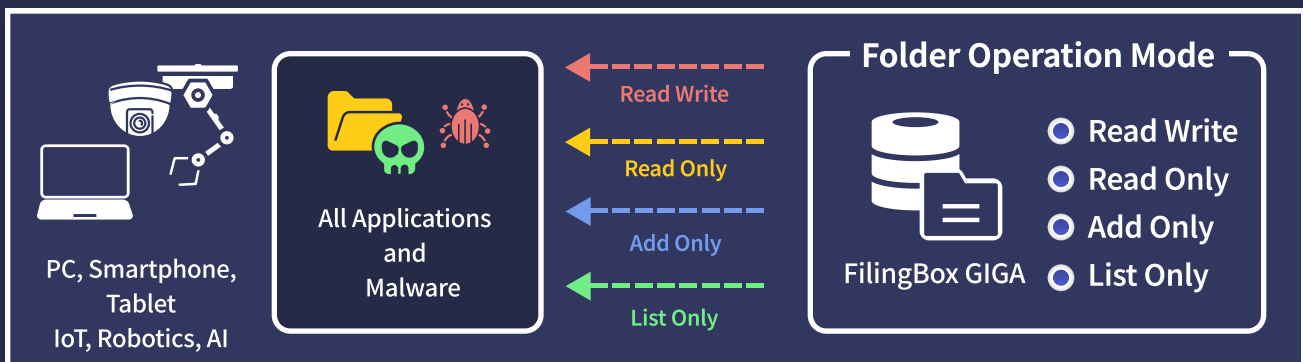 Folder Operation Mode
Read Write
Read Only
Add Only
List Only
All Applications
and
Malware
PC, Smartphone,
Tablet
IoT, Robotics, AI
FilingBox GIGA
Read Write
Read Only
Add Only
List Only